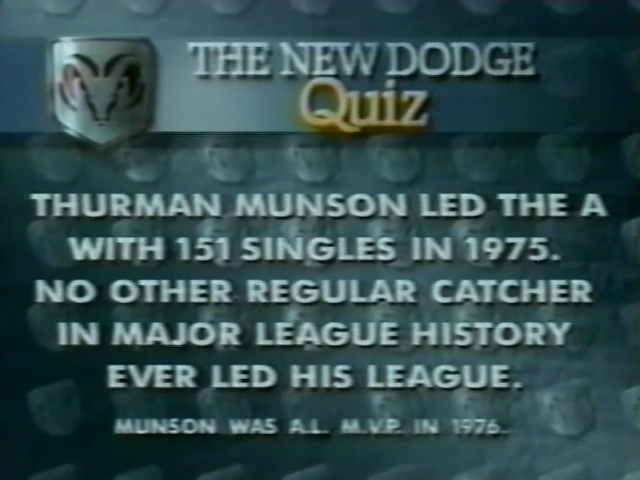 THE NEW DODGE
Quiz
THURMAN MUNSON LED THE A
WITH 151 SINGLES IN 1975.
NO OTHER REGULAR CATCHER
IN MAJOR LEAGUE HISTORY
EVER LED HIS LEAGUE.
MUNSON WAS A.L. M.V.P. IN 1976.